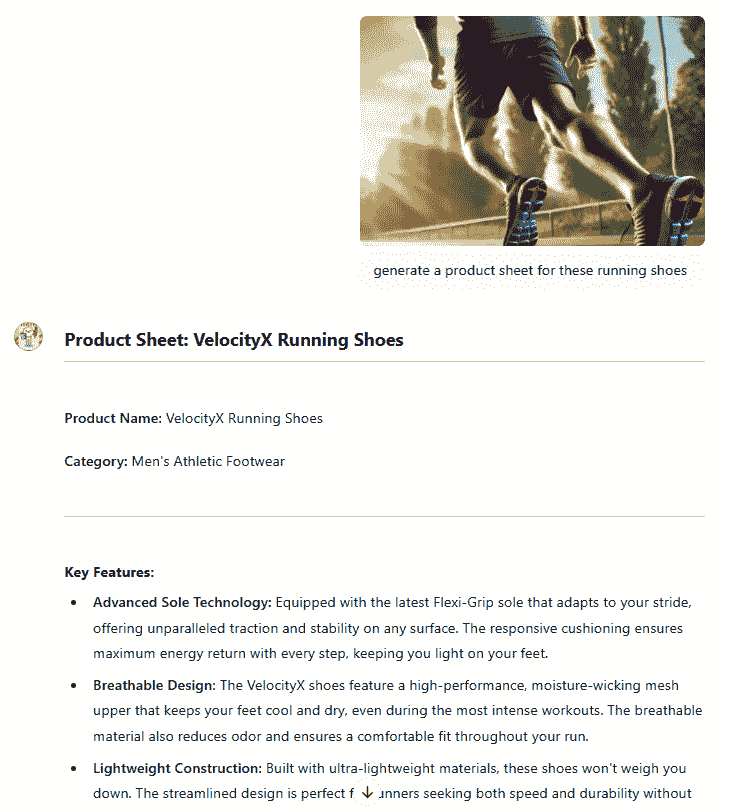 generate a product sheet for these running shoes
Product Sheet: VelocityX Running Shoes
Product Name: VelocityX Running Shoes
Category: Men's Athletic Footwear
Key Features:
Advanced Sole Technology: Equipped with the latest Flexi-Grip sole that adapts to your stride,
offering unparalleled traction and stability on any surface. The responsive cushioning ensures
maximum energy return with every step, keeping you light on your feet.
Breathable Design: The VelocityX shoes feature a high-performance, moisture-wicking mesh
upper that keeps your feet cool and dry, even during the most intense workouts. The breathable
material also reduces odor and ensures a comfortable fit throughout your run.
Lightweight Construction: Built with ultra-lightweight materials, these shoes won't weigh you
down. The streamlined design is perfect seeking both speed and durability without